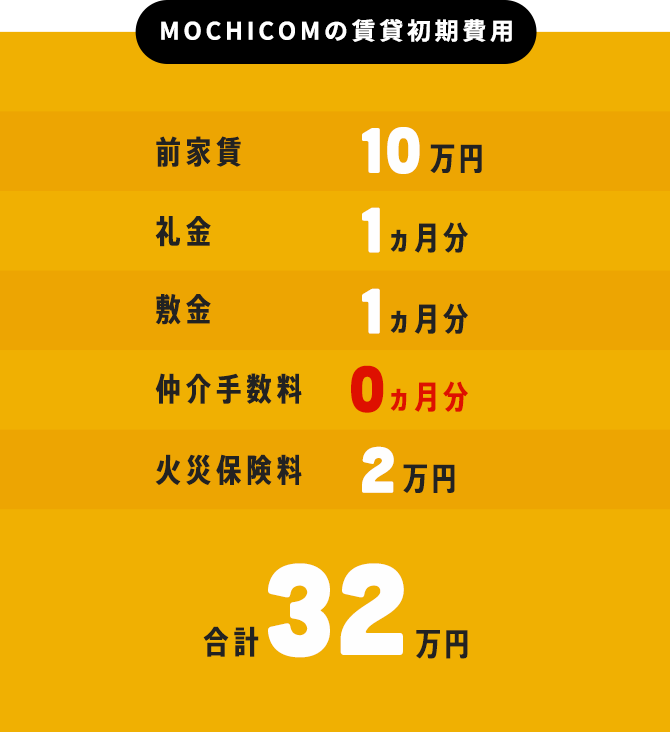 MOCHICOMの賃貸初期費用
前家賃 10万円
礼金 1ヵ月分
敷金 1ヵ月分
仲介手数料 0ヵ月分
火災保険料 2万円
合計32万円